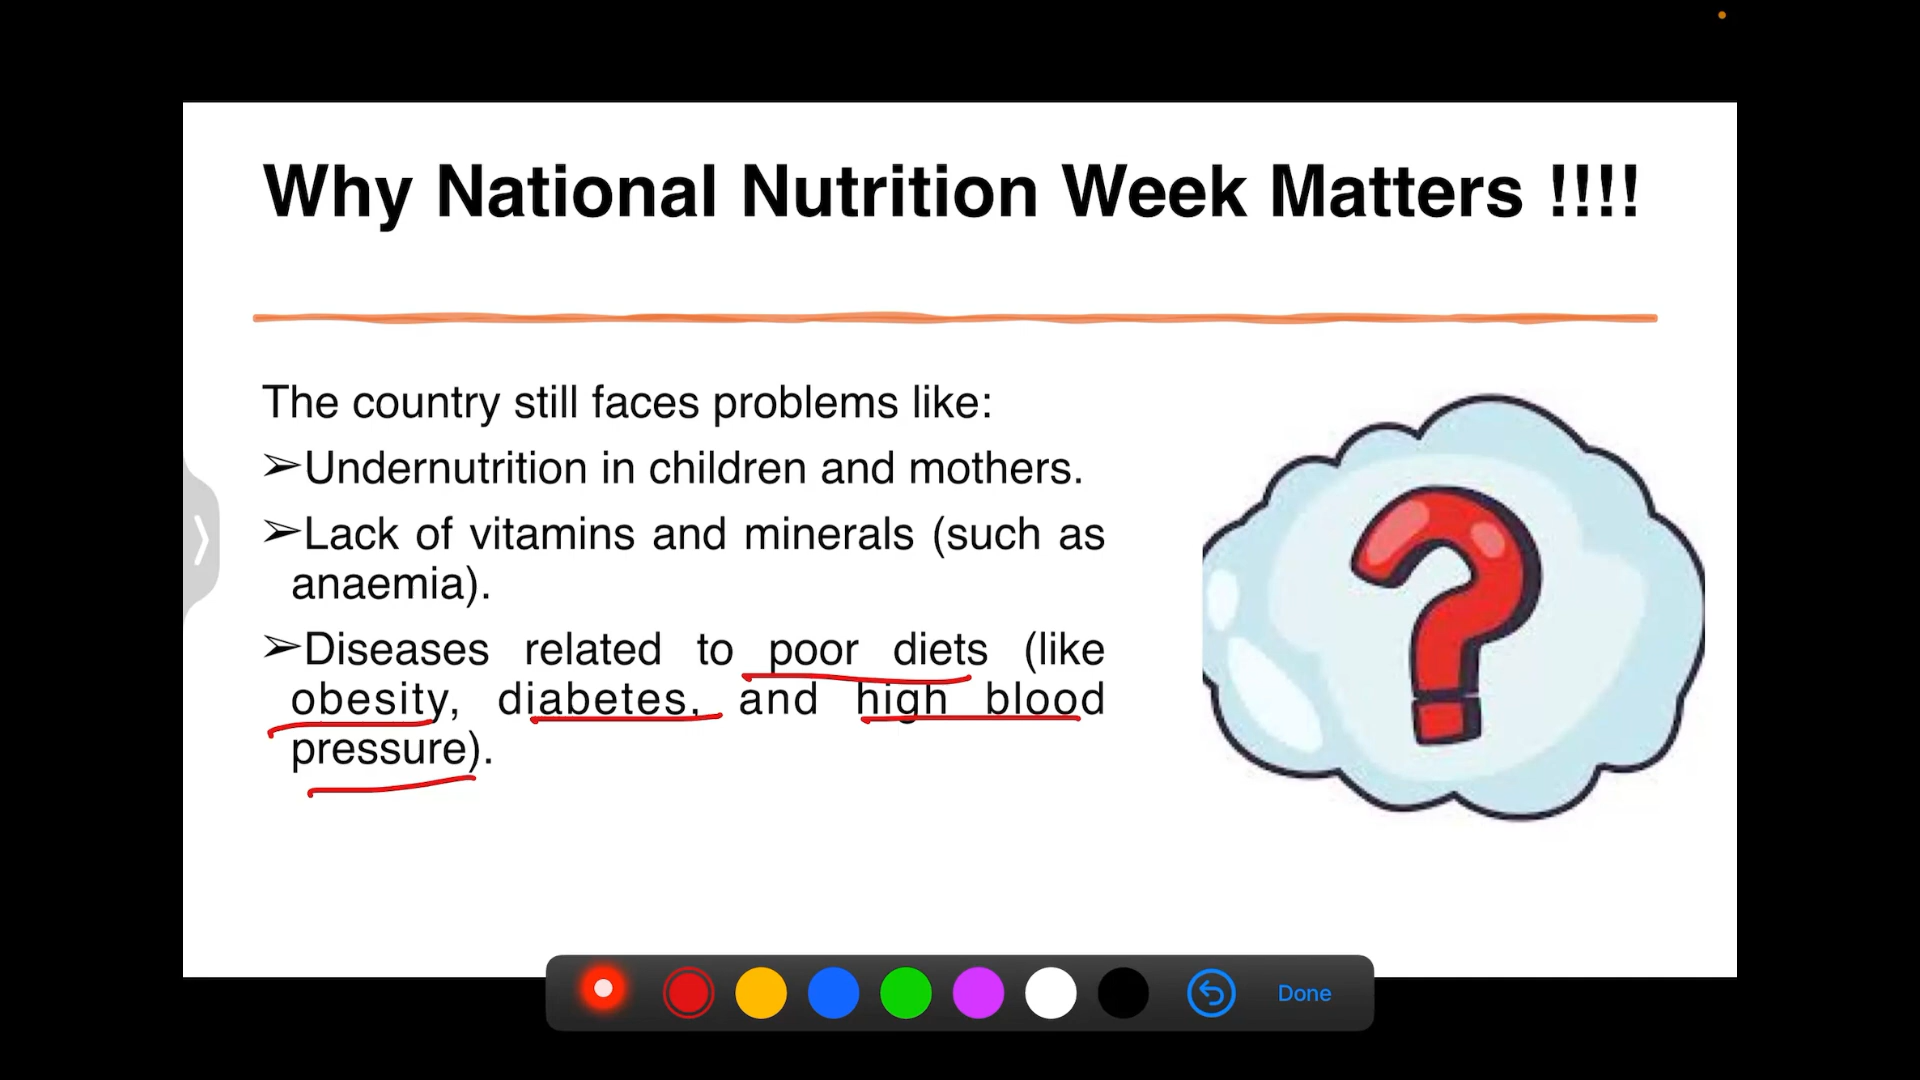 Why National Nutrition Week Matters !!!!
The country still faces problems like:
➢Undernutrition in children and mothers.
➢Lack of vitamins and minerals (such as
anaemia).
➢Diseases related to poor diets (like
obesity, diabetes, and high blood
pressure).
Done